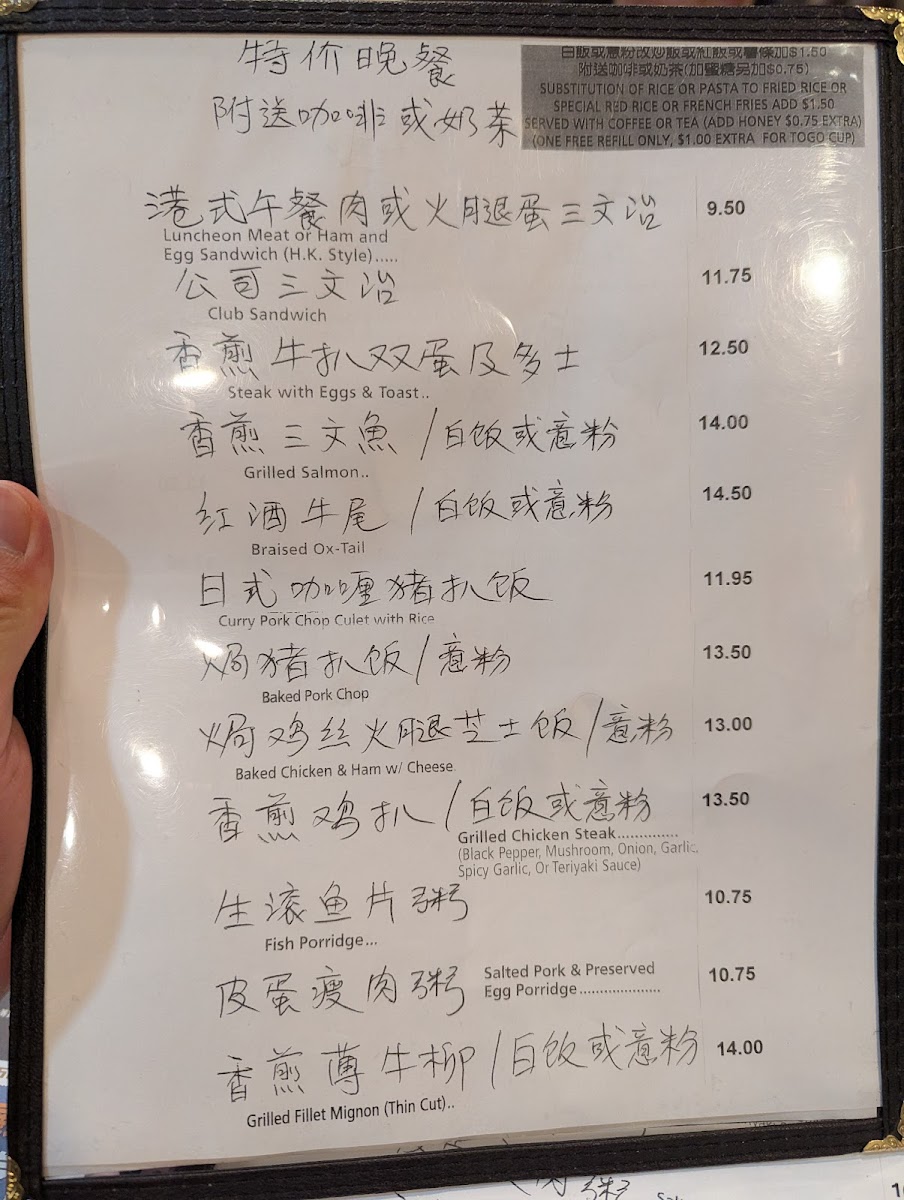 特价晚餐
附送咖啡或奶茶
白飯或意粉改炒飯或紅飯或薯條加$1.50
附送咖啡或奶茶(加蜜糖另加$0.75)
SUBSTITUTION OF RICE OR PASTA TO FRIED RICE OR
SPECIAL RED RICE OR FRENCH FRIES ADD $1.50
SERVED WITH COFFEE OR TEA (ADD HONEY $0.75 EXTRA)
(ONE FREE REFILL ONLY, $1.00 EXTRA FOR TOGO CUP)
港式午餐肉或火腿蛋三文治 9.50
Luncheon Meat or Ham and
Egg Sandwich (H.K. Style).....
公司三文治 11.75
Club Sandwich
香煎牛扒双蛋及多士 12.50
Steak with Eggs & Toast..
香煎三文魚/白饭或意粉 14.00
Grilled Salmon..
红酒牛尾/白饭或意粉 14.50
Braised Ox-Tail
日式咖喱猪扒饭 11.95
Curry Pork Chop Culet with Rice
焗猪扒饭/意粉 13.50
Baked Pork Chop
焗鸡丝火腿芝士饭/意粉 13.00
Baked Chicken & Ham w/ Cheese
香煎鸡扒/白饭或意粉 13.50
Grilled Chicken Steak..............
(Black Pepper, Mushroom, Onion, Garlic,
Spicy Garlic, Or Teriyaki Sauce)
生滚鱼片粥 10.75
Fish Porridge...
皮蛋瘦肉粥 10.75
Salted Pork & Preserved
Egg Porridge....................
香煎薄牛柳/白饭或意粉 14.00
Grilled Fillet Mignon (Thin Cut)..